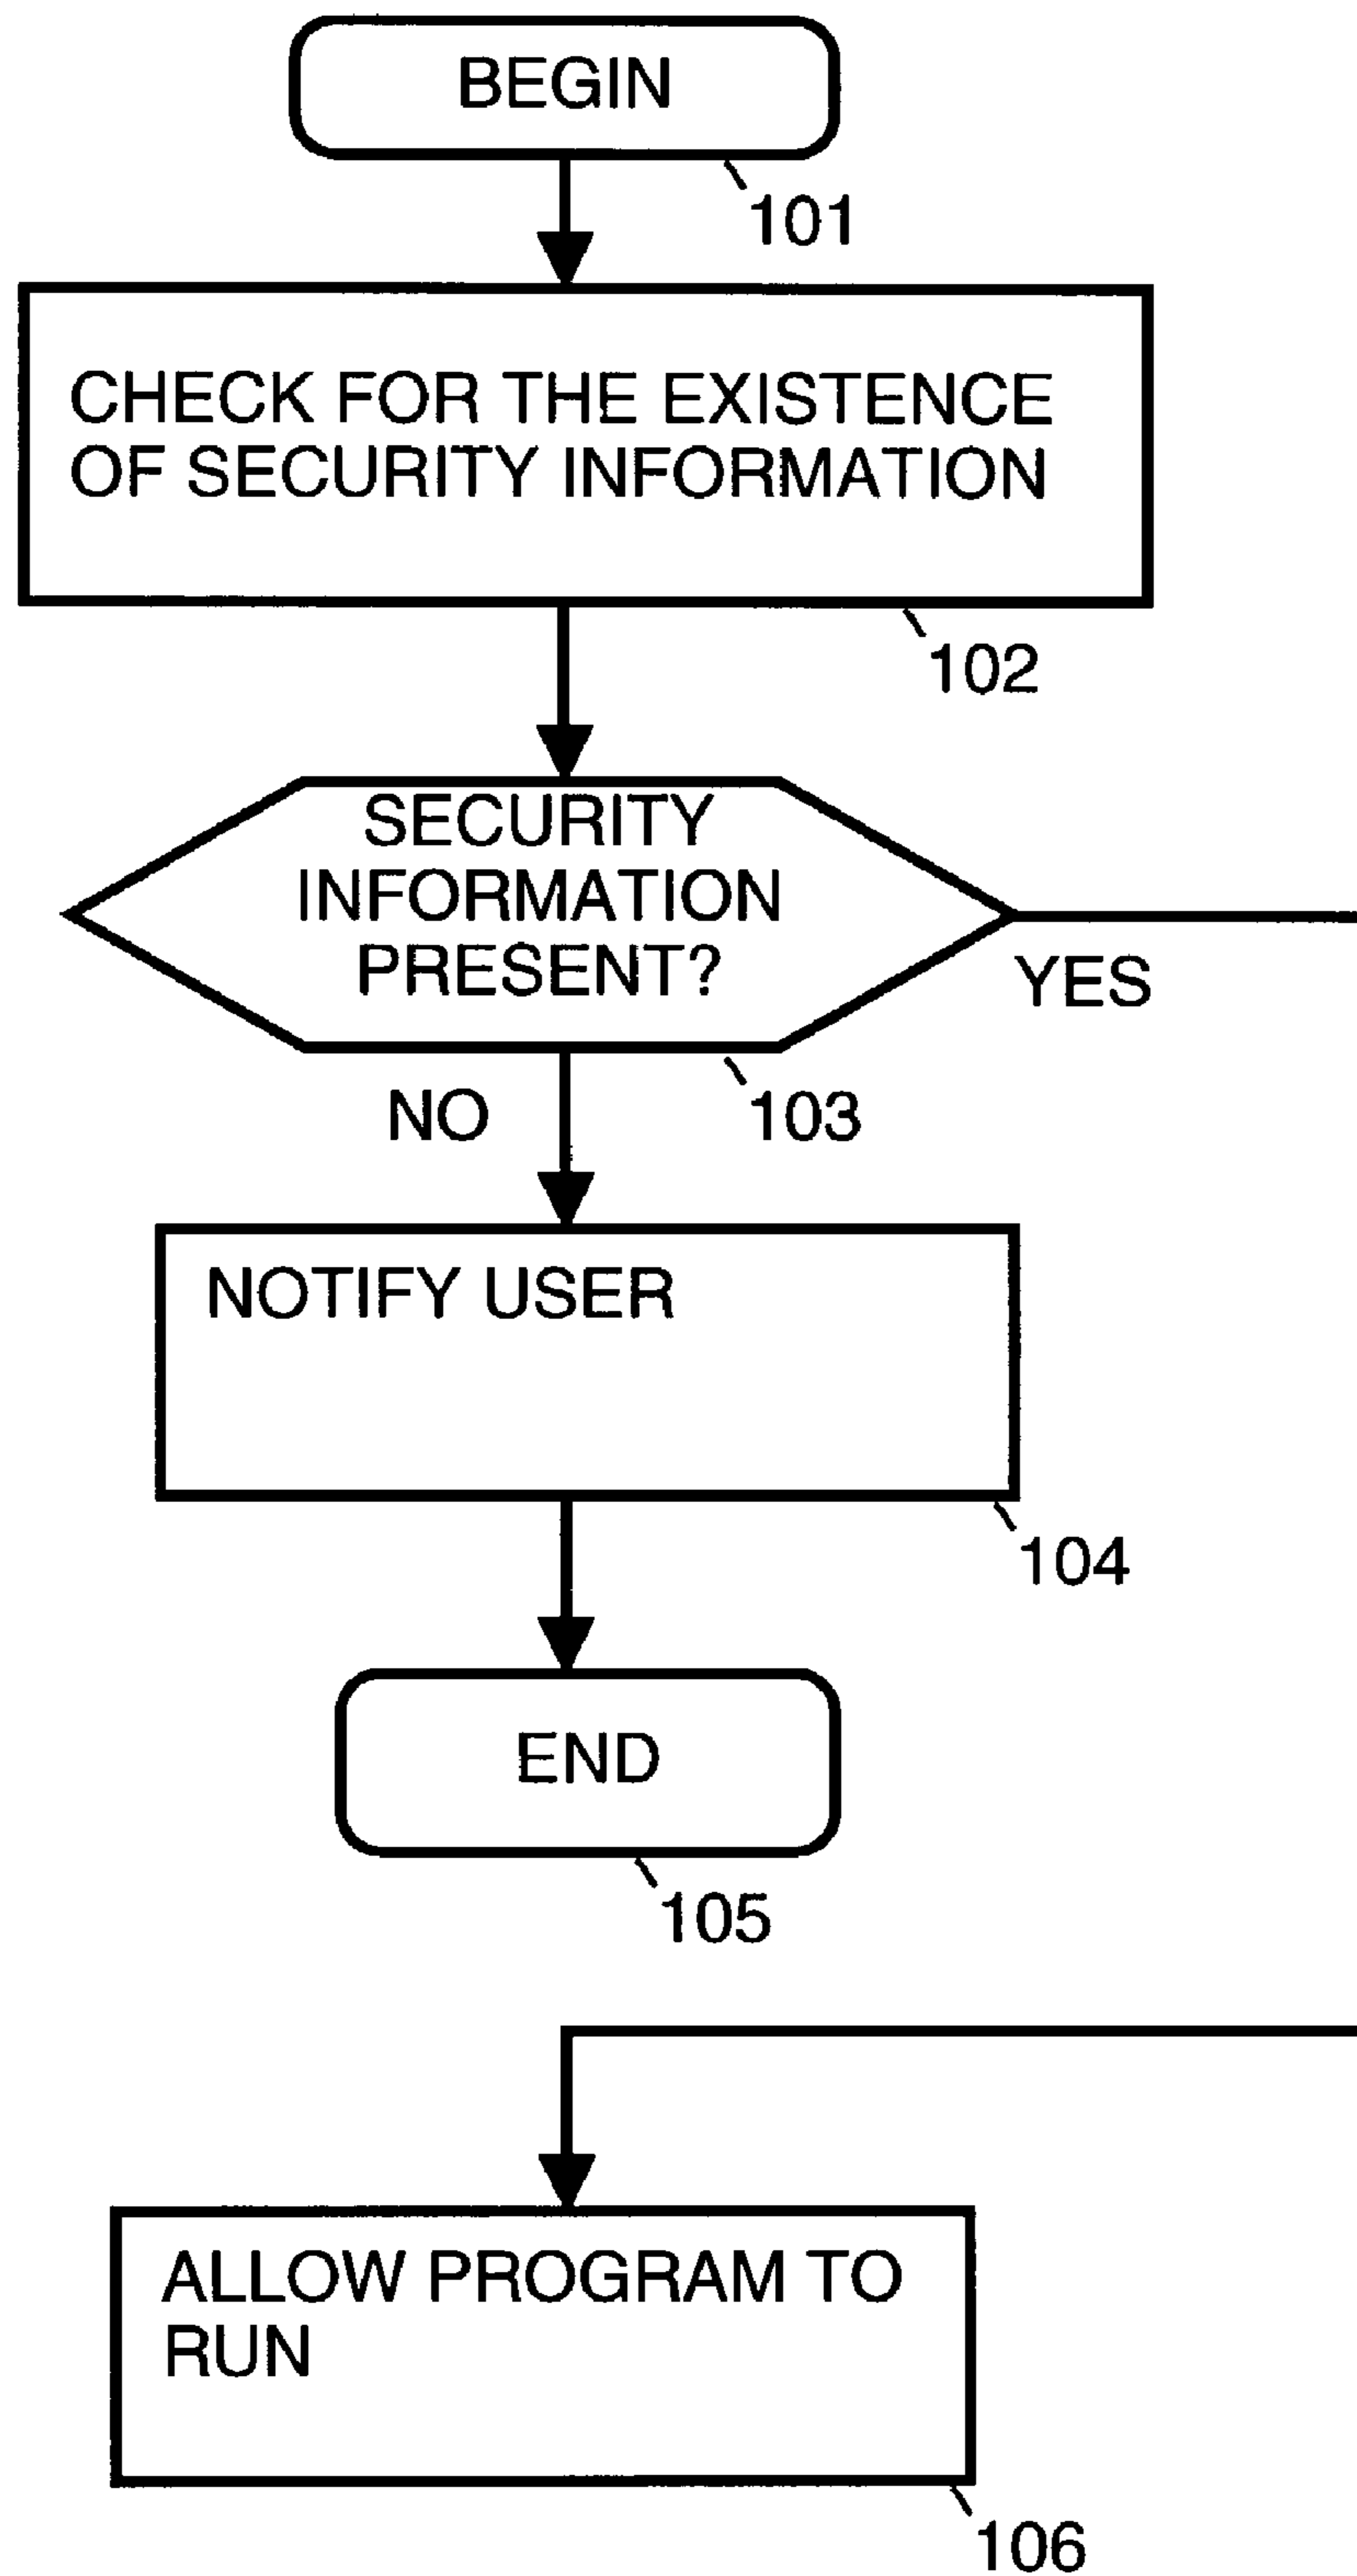 BEGIN
101
CHECK FOR THE EXISTENCE
OF SECURITY INFORMATION
102
SECURITY
INFORMATION
PRESENT?
YES
NO
103
NOTIFY USER
104
END
105
ALLOW PROGRAM TO
RUN
106